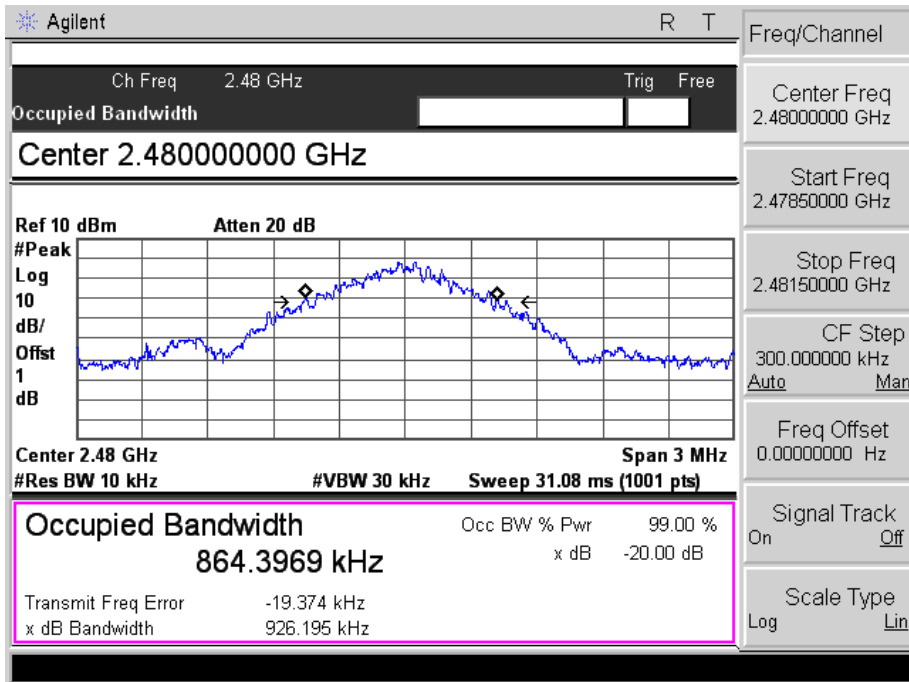 Agilent
R T
Freq/Channel
Ch Freq 2.48 GHz Trig Free
Occupied Bandwidth
Center Freq
2.48000000 GHz
Center 2.480000000 GHz
Start Freq
2.47850000 GHz
Ref 10 dBm Atten 20 dB
#Peak
Log
10
dB/
Offst
1
dB
Stop Freq
2.48150000 GHz
CF Step
300.000000 kHz
Auto Man
Center 2.48 GHz Span 3 MHz
#Res BW 10 kHz #VBW 30 kHz Sweep 31.08 ms (1001 pts)
Freq Offset
0.00000000 Hz
Occupied Bandwidth
864.3969 kHz
Occ BW % Pwr 99.00 %
x dB -20.00 dB
Transmit Freq Error -19.374 kHz
x dB Bandwidth 926.195 kHz
Signal Track
On Off
Scale Type
Log Lin